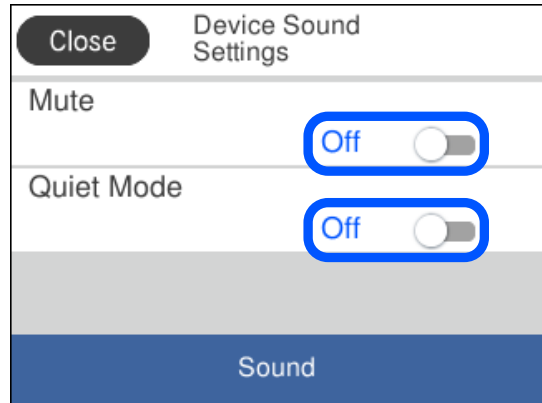 Close
Device Sound
Settings
Mute
Off
Quiet Mode
Off
Sound